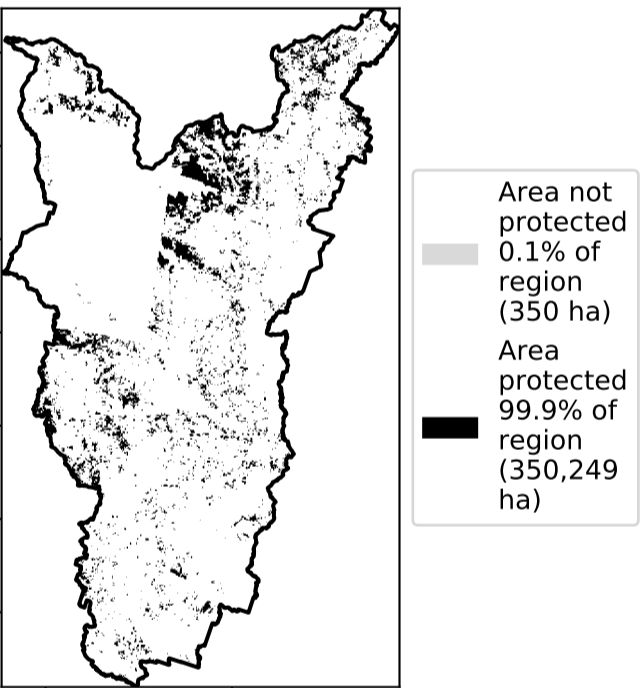 Area not
protected
0.1% of
region
(350 ha)
Area
protected
99.9% of
region
(350,249
ha)